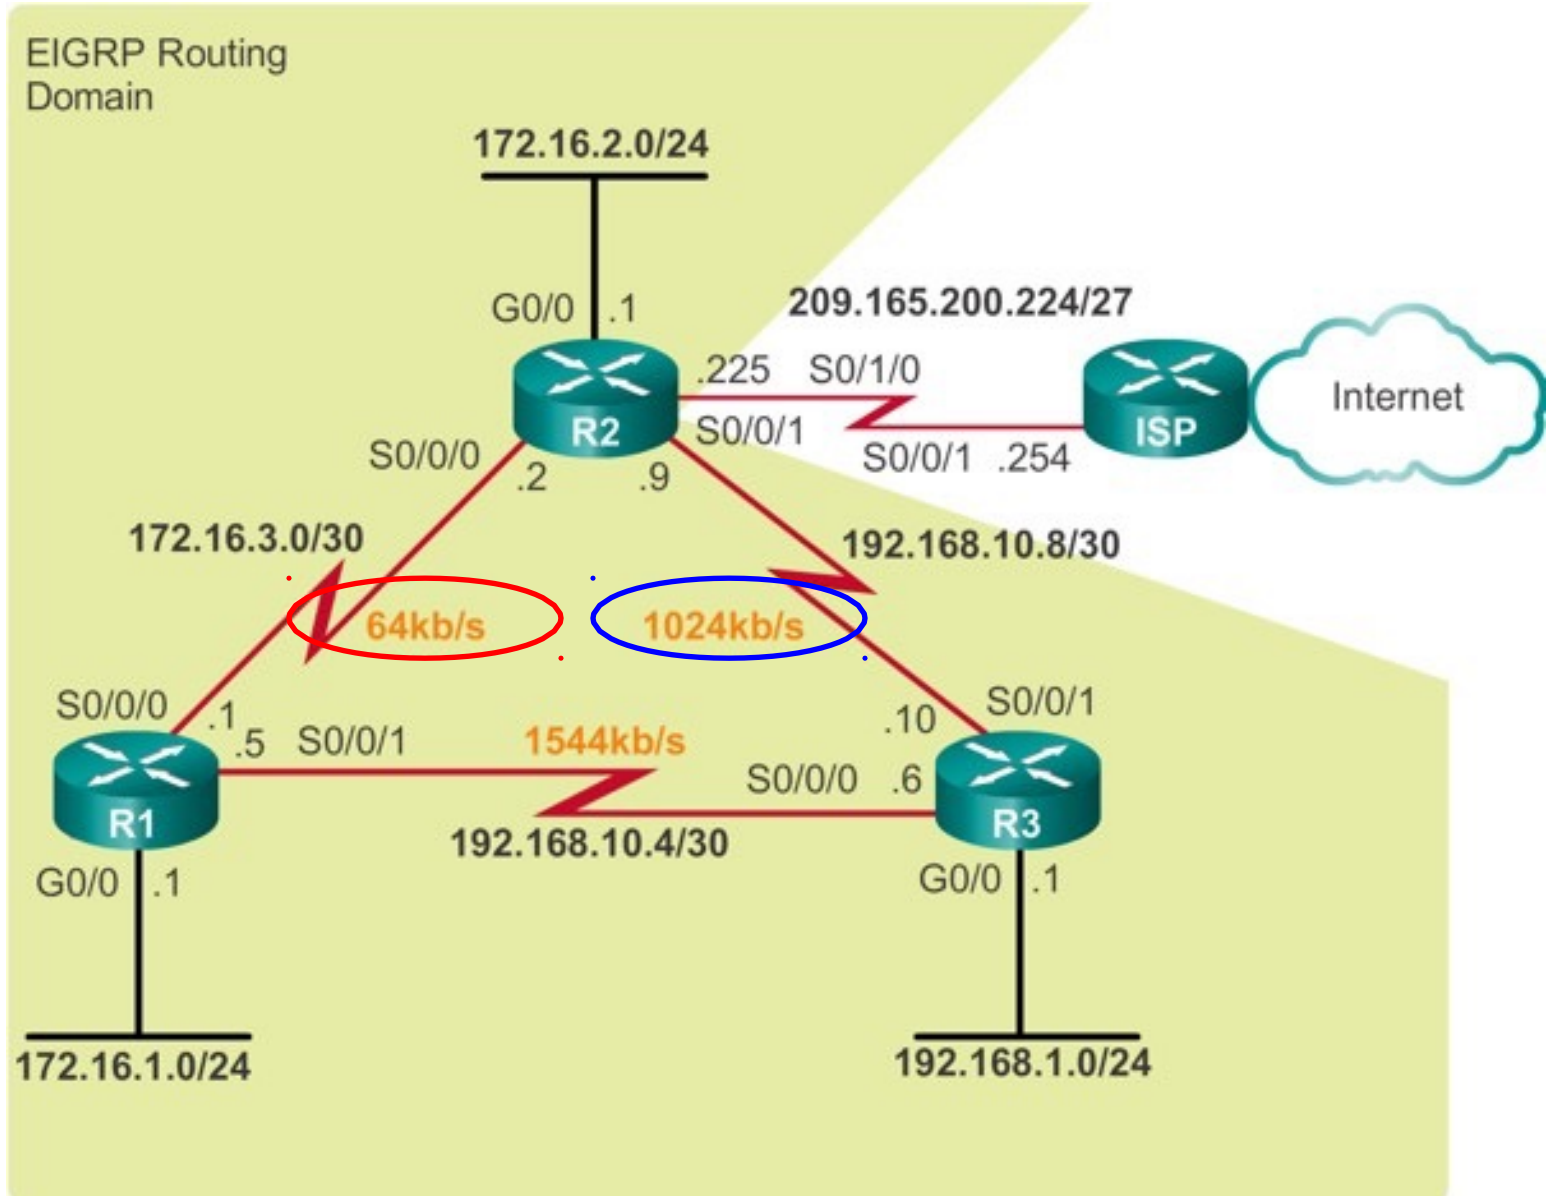 EIGRP Routing
Domain
172.16.2.0/24
G0/0 .1
209.165.200.224/27
.225 S0/1/0
Internet
R2
S0/0/1
ISP
S0/0/0
.2
.9
S0/0/1 .254
172.16.3.0/30
192.168.10.8/30
64kb/s
1024kb/s
S0/0/0
.1
S0/0/1
.10
.5 S0/0/1
1544kb/s
S0/0/0 .6
R1
R3
192.168.10.4/30
G0/0 .1
G0/0 .1
172.16.1.0/24
192.168.1.0/24